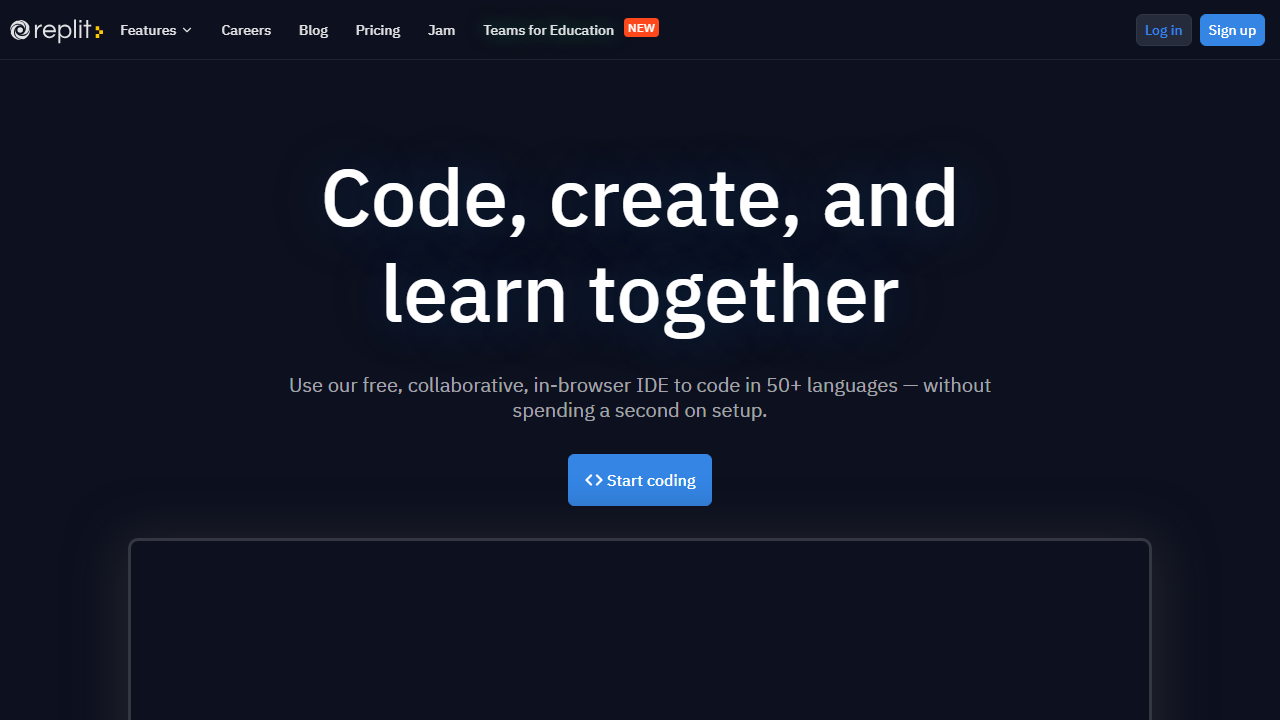 replit
Features
Careers
Blog
Pricing
Jam
Teams for Education
NEW
Log in
Sign up
Code, create, and
learn together
Use our free, collaborative, in-browser IDE to code in 50+ languages — without
spending a second on setup.
Start coding